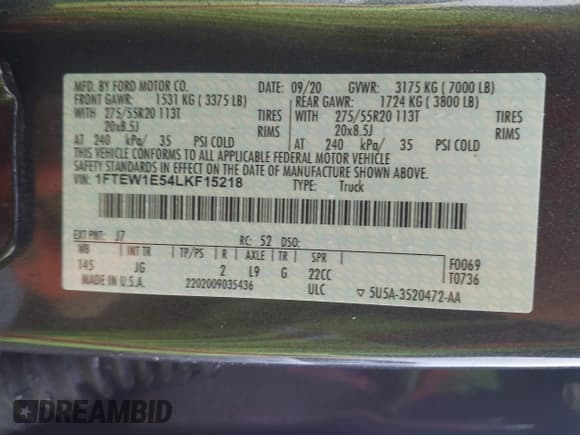 MFD. BY FORD MOTOR CO. DATE: 09/20 GVWR: 3175 KG ( 7000 LB)
FRONT GAWR: 1531 KG ( 3375 LB) REAR GAWR: 1724 KG ( 3800 LB)
WITH 275/55R20 113T TIRES WITH 275/55R20 113T TIRES
20x8.5J RIMS 20x8.5J RIMS
AT 240 kPa/ 35 PSI COLD AT 240 kPa/ 35 PSI COLD
THIS VEHICLE CONFORMS TO ALL APPLICABLE FEDERAL MOTOR VEHICLE
SAFETY STANDARDS IN EFFECT ON THE DATE OF MANUFACTURE SHOWN ABOVE.
VIN: 1FTEW1E54LKF15218 TYPE: Truck
EXT PNT: J7 RC: 52 DSO:
WB INT TR TP/PS R AXLE TR SPR F0069
145 JG 2 L9 G 22CC T0736
MADE IN U.S.A. 2202009035436 ULC ▽ 5U5A-3520472-AA
DREAMBID